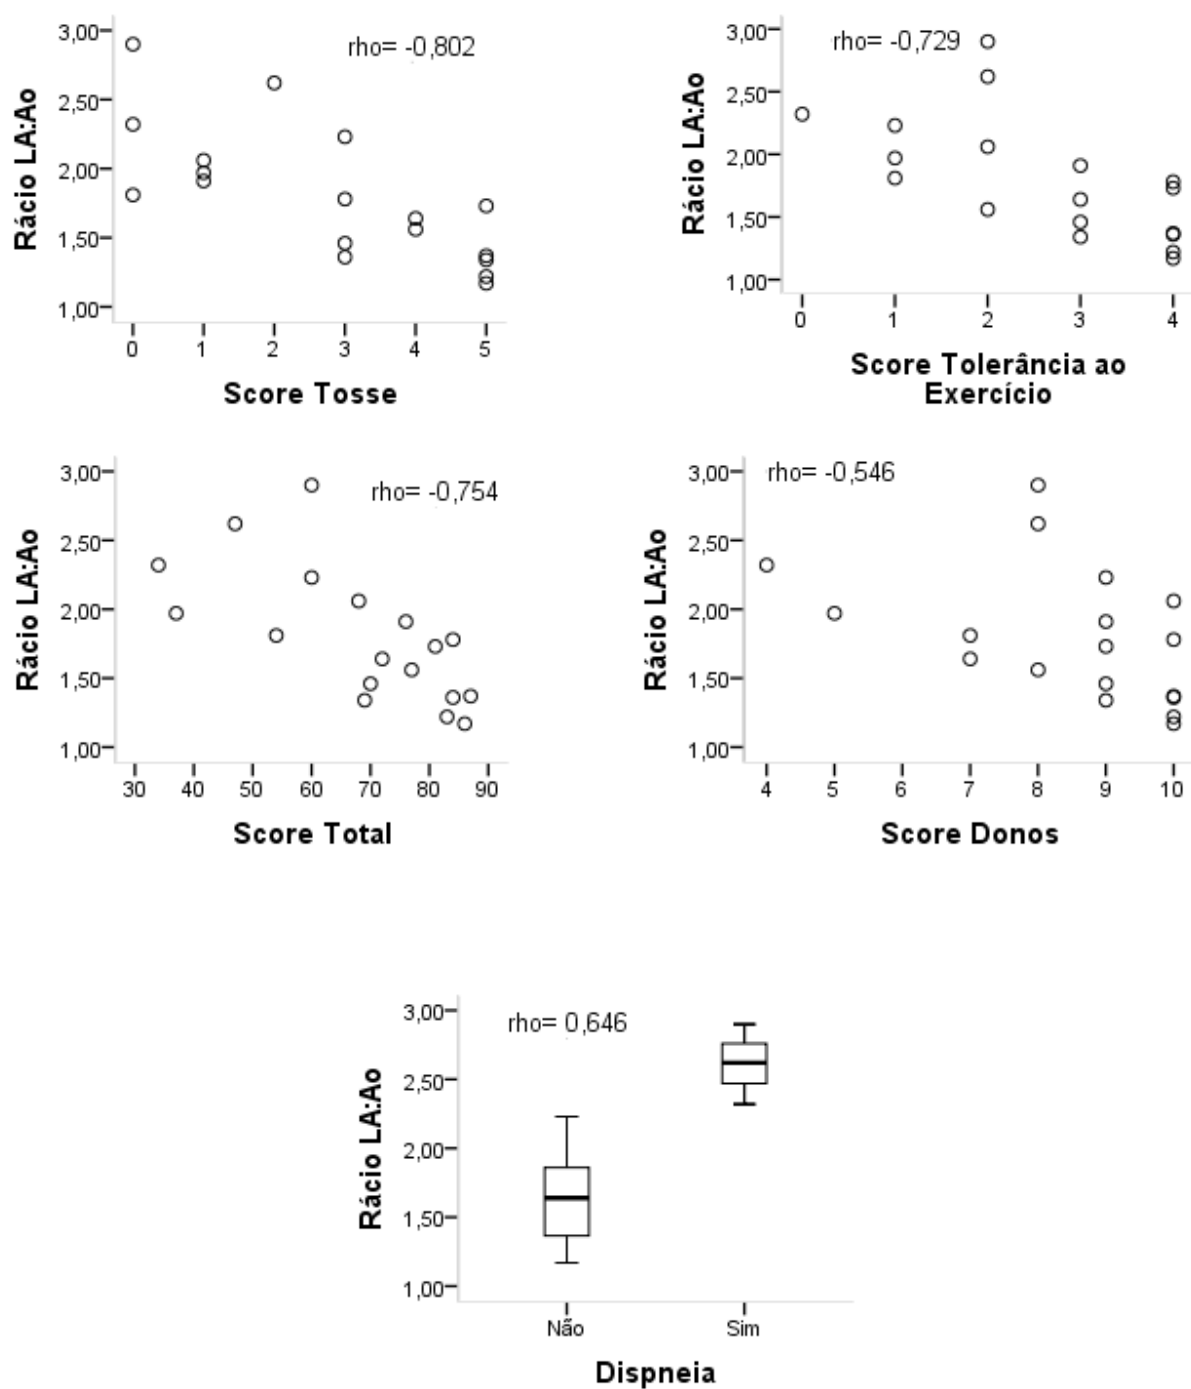 rho= -0,802
Rácio LA:Ao
3,00
2,50
2,00
1,50
1,00
0 1 2 3 4 5
Score Tosse
rho= -0,729
Rácio LA:Ao
3,00
2,50
2,00
1,50
1,00
0 1 2 3 4
Score Tolerância ao
Exercício
rho= -0,754
Rácio LA:Ao
3,00
2,50
2,00
1,50
1,00
30 40 50 60 70 80 90
Score Total
rho= -0,546
Rácio LA:Ao
3,00
2,50
2,00
1,50
1,00
4 5 6 7 8 9 10
Score Donos
rho= 0,646
Rácio LA:Ao
3,00
2,50
2,00
1,50
1,00
Não Sim
Dispneia